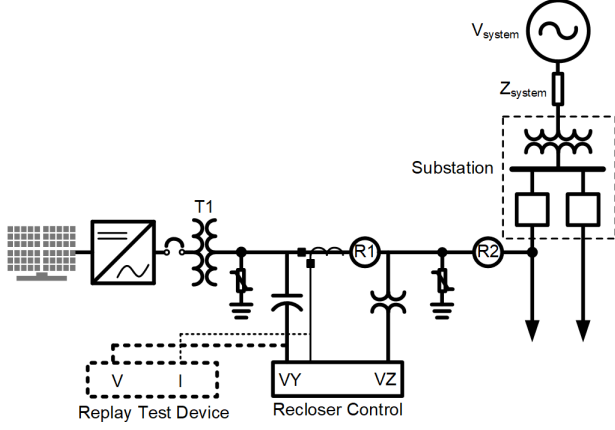 Vsystem
Zsystem
Substation
T1
R1
R2
V I
VY VZ
Replay Test Device
Recloser Control